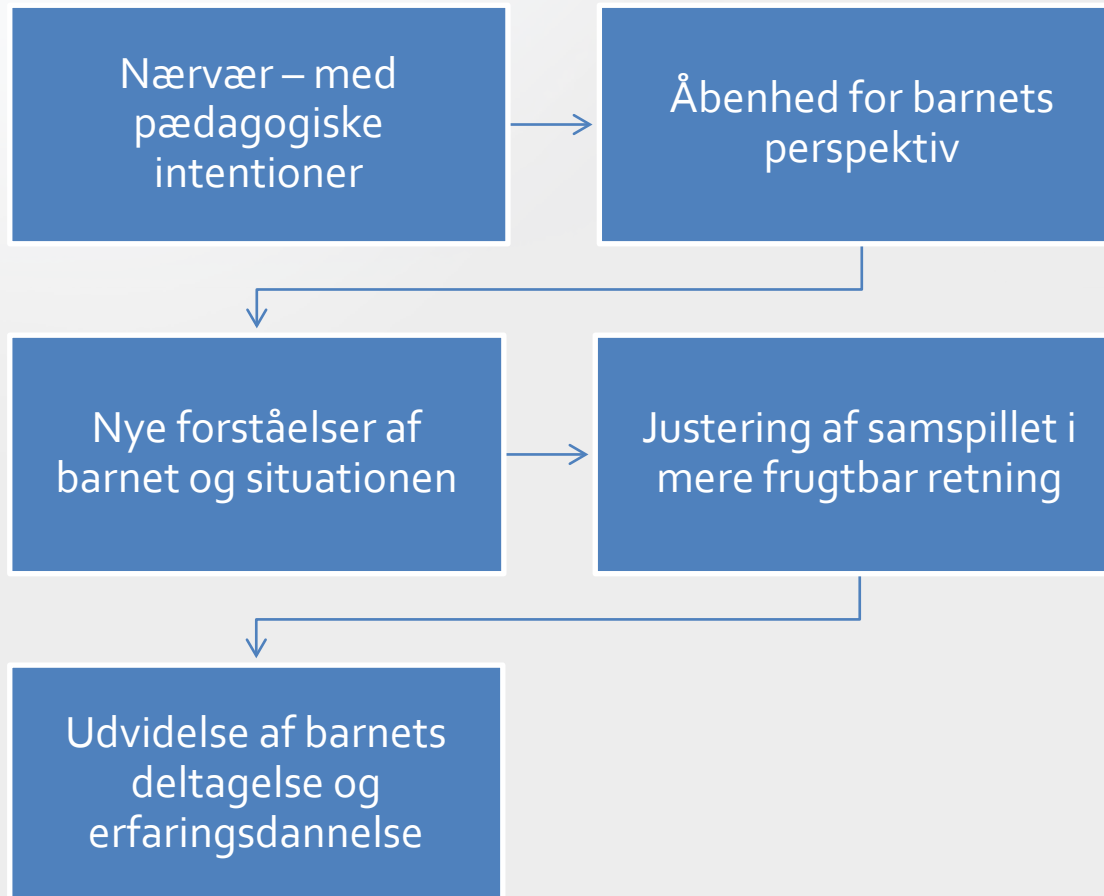 Nærvær – med
pædagogiske
intentioner
Åbenhed for barnets
perspektiv
Nye forståelser af
barnet og situationen
Justering af samspillet i
mere frugtbar retning
Udvidelse af barnets
deltagelse og
erfaringsdannelse